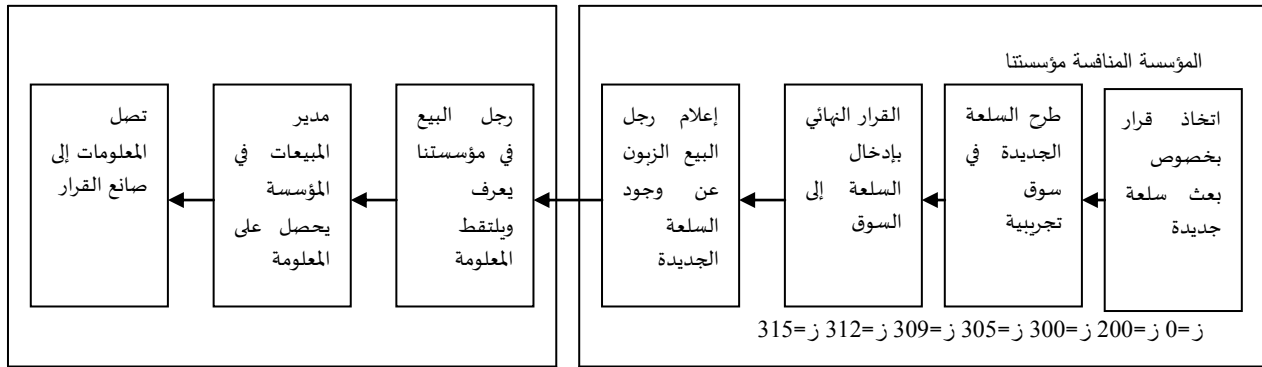 المؤسسة المنافسة مؤسستنا
اتخاذ قرار
بخصوص
بعث سلعة
جديدة
طرح السلعة
الجديدة في
سوق
تجريبية
القرار النهائي
بإدخال
السلعة إلى
السوق
إعلام رجل
البيع الزبون
عن وجود
السلعة
الجديدة
رجل البيع
في مؤسستنا
يعرف
ويلتقط
المعلومة
مدير
المبيعات في
المؤسسة
يحصل على
المعلومة
تصل
المعلومات إلى
صانع القرار
ز=0 ز=200 ز=300 ز=305 ز=309 ز=312 ز=315